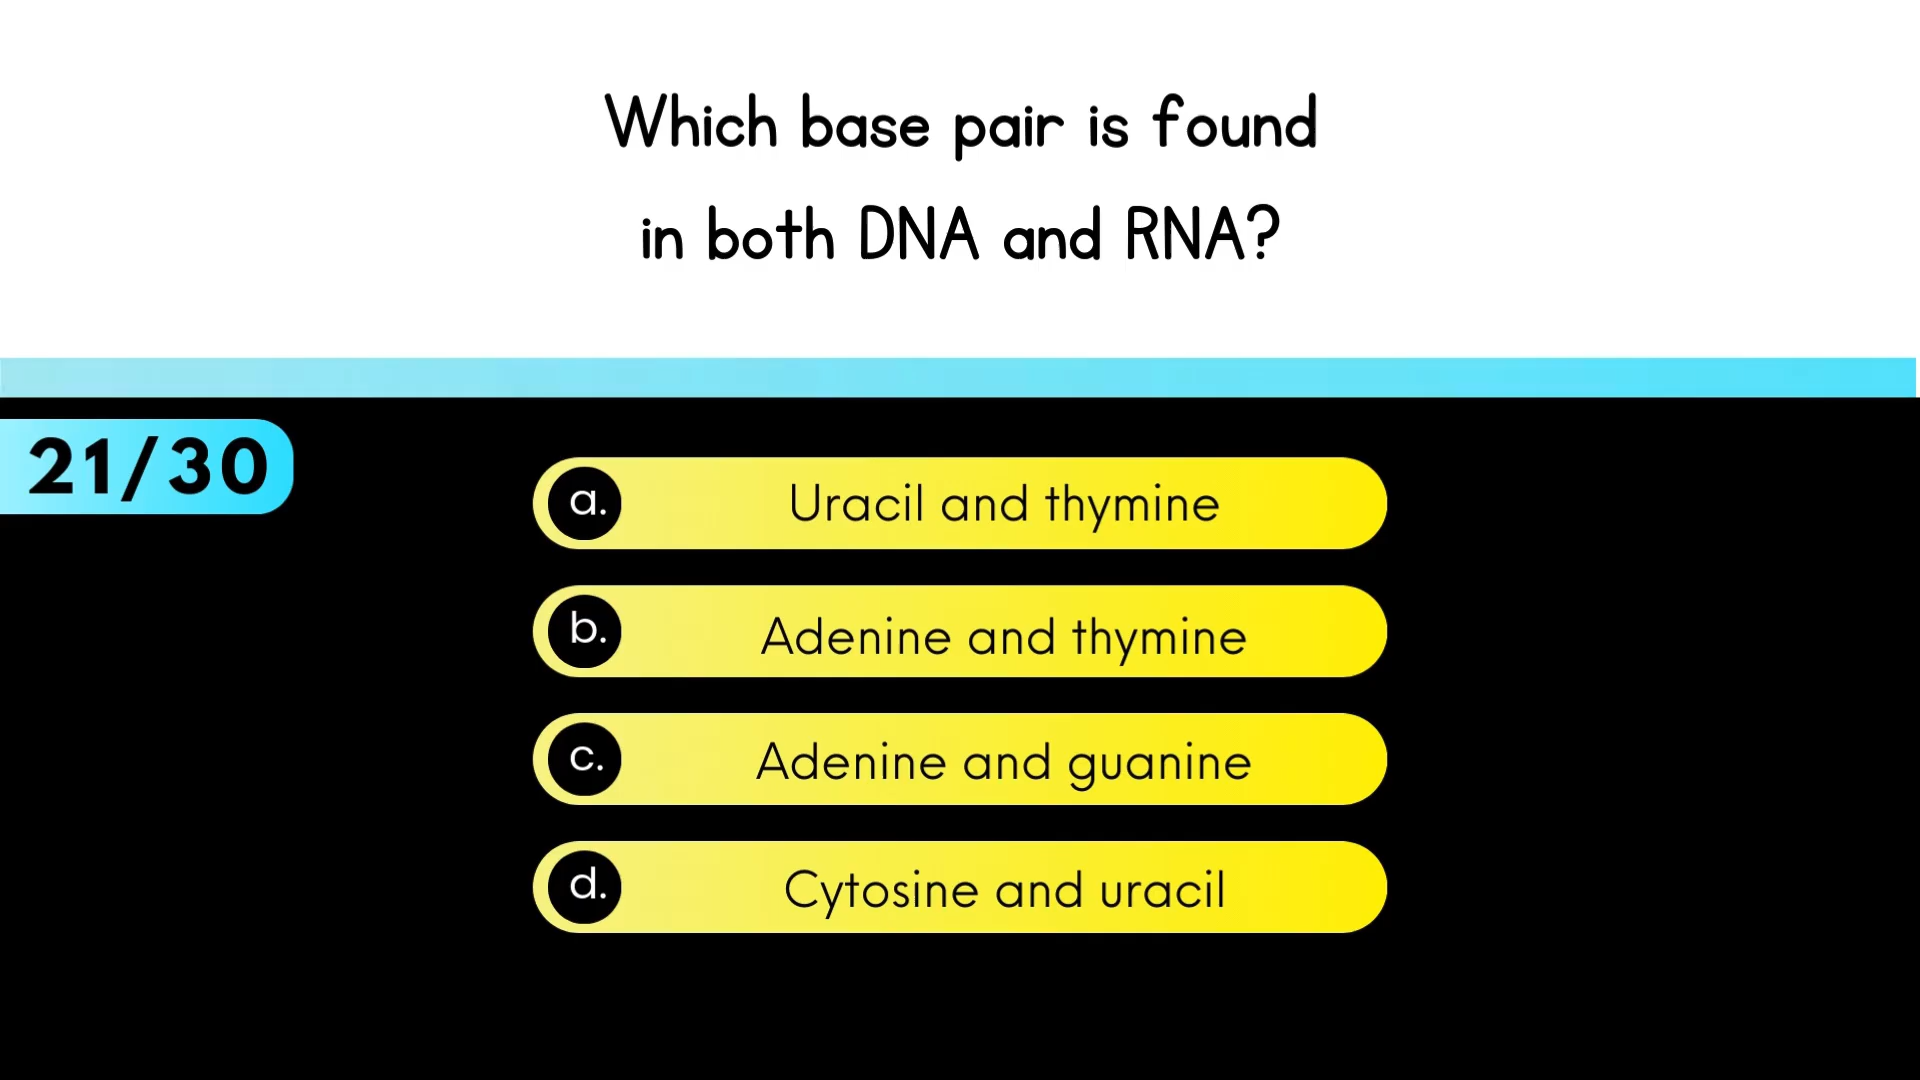 Which base pair is found
in both DNA and RNA?
21/30
a. Uracil and thymine
b. Adenine and thymine
c. Adenine and guanine
d. Cytosine and uracil